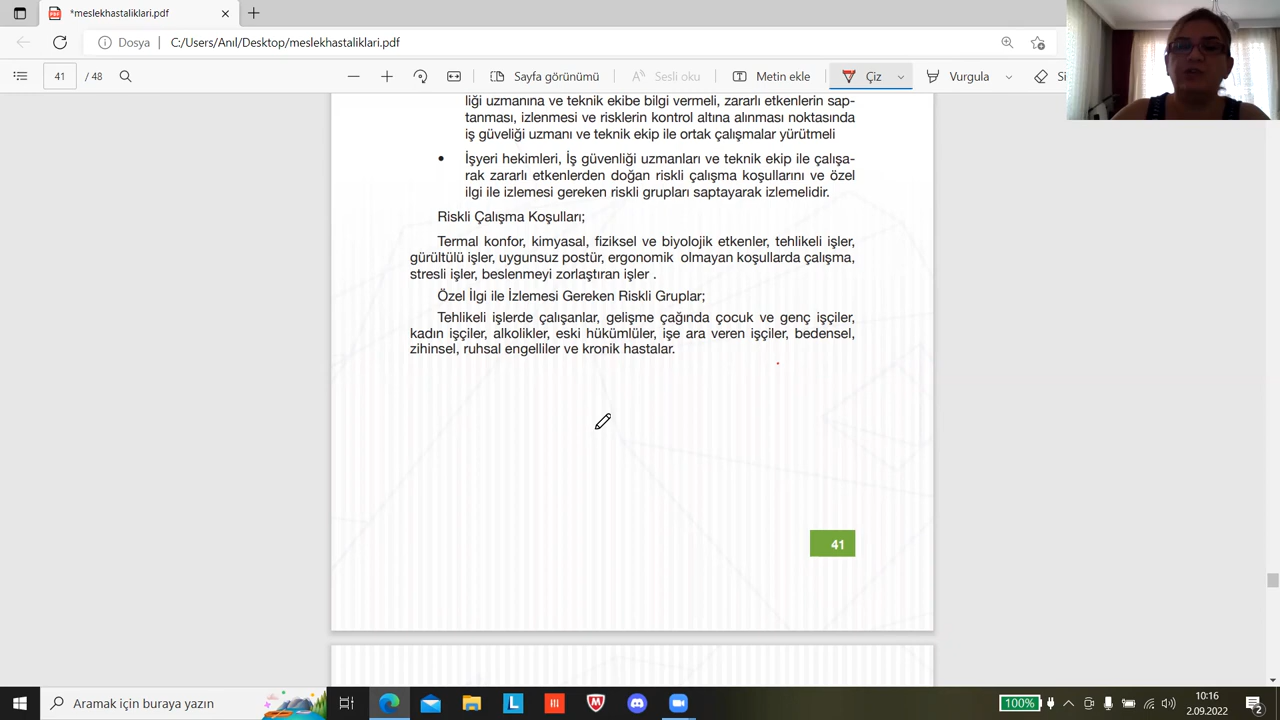 *meslekhastaliklari.pdf
Dosya C:/Users/Anıl/Desktop/meslekhastaliklari.pdf
41 / 48 Sayfa görünümü Sesli oku Metin ekle Çiz Vurgula
liği uzmanına ve teknik ekibe bilgi vermeli, zararlı etkenlerin sap-
tanması, izlenmesi ve risklerin kontrol altına alınması noktasında
iş güveliği uzmanı ve teknik ekip ile ortak çalışmalar yürütmeli
• İşyeri hekimleri, İş güvenliği uzmanları ve teknik ekip ile çalışa-
rak zararlı etkenlerden doğan riskli çalışma koşullarını ve özel
ilgi ile izlemesi gereken riskli grupları saptayarak izlemelidir.
Riskli Çalışma Koşulları;
Termal konfor, kimyasal, fiziksel ve biyolojik etkenler, tehlikeli işler,
gürültülü işler, uygunsuz postür, ergonomik olmayan koşullarda çalışma,
stresli işler, beslenmeyi zorlaştıran işler .
Özel İlgi ile İzlemesi Gereken Riskli Gruplar;
Tehlikeli işlerde çalışanlar, gelişme çağında çocuk ve genç işçiler,
kadın işçiler, alkolikler, eski hükümlüler, işe ara veren işçiler, bedensel,
zihinsel, ruhsal engelliler ve kronik hastalar.
41
Aramak için buraya yazın
100%
10:16
2.09.2022
2